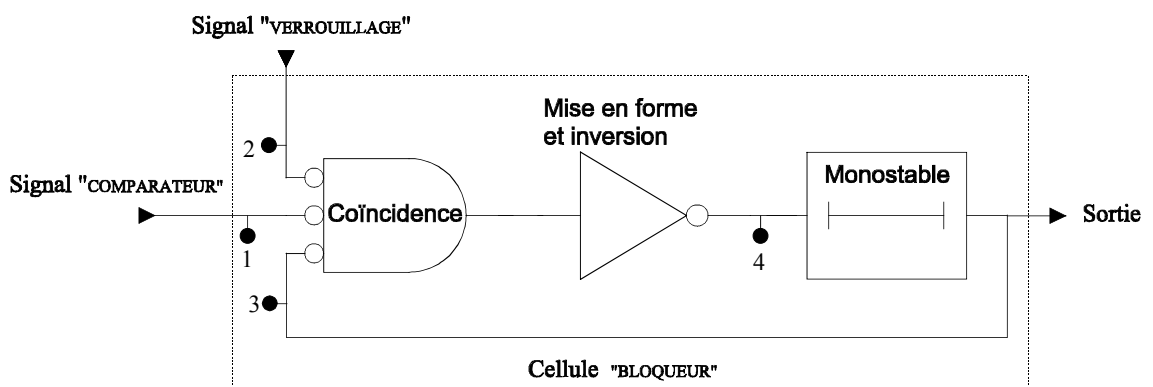 Signal "VERROUILLAGE"
Mise en forme
et inversion
2
Signal "COMPARATEUR"
Coïncidence
Monostable
Sortie
1
4
3
Cellule "BLOQUEUR"